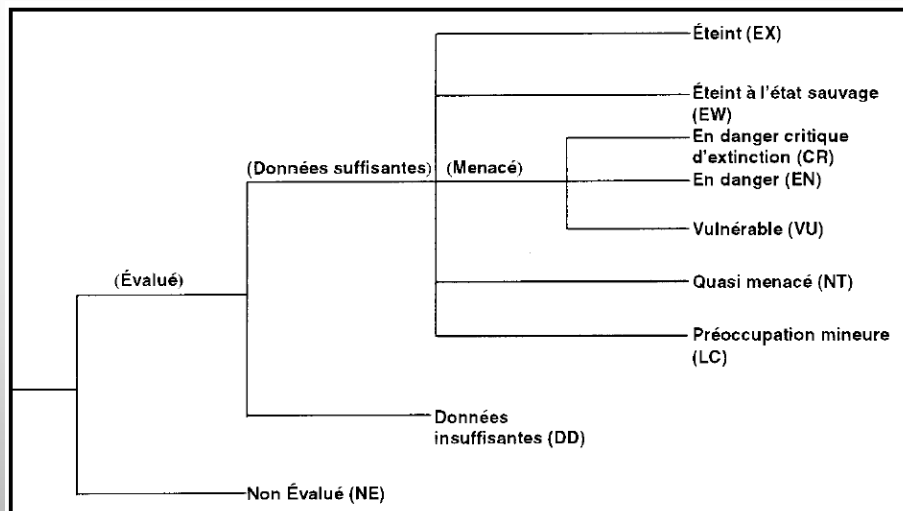 Éteint (EX)
Éteint à l'état sauvage
(EW)
En danger critique
d'extinction (CR)
(Données suffisantes)
(Menacé)
En danger (EN)
Vulnérable (VU)
(Évalué)
Quasi menacé (NT)
Préoccupation mineure
(LC)
Données
insuffisantes (DD)
Non Évalué (NE)